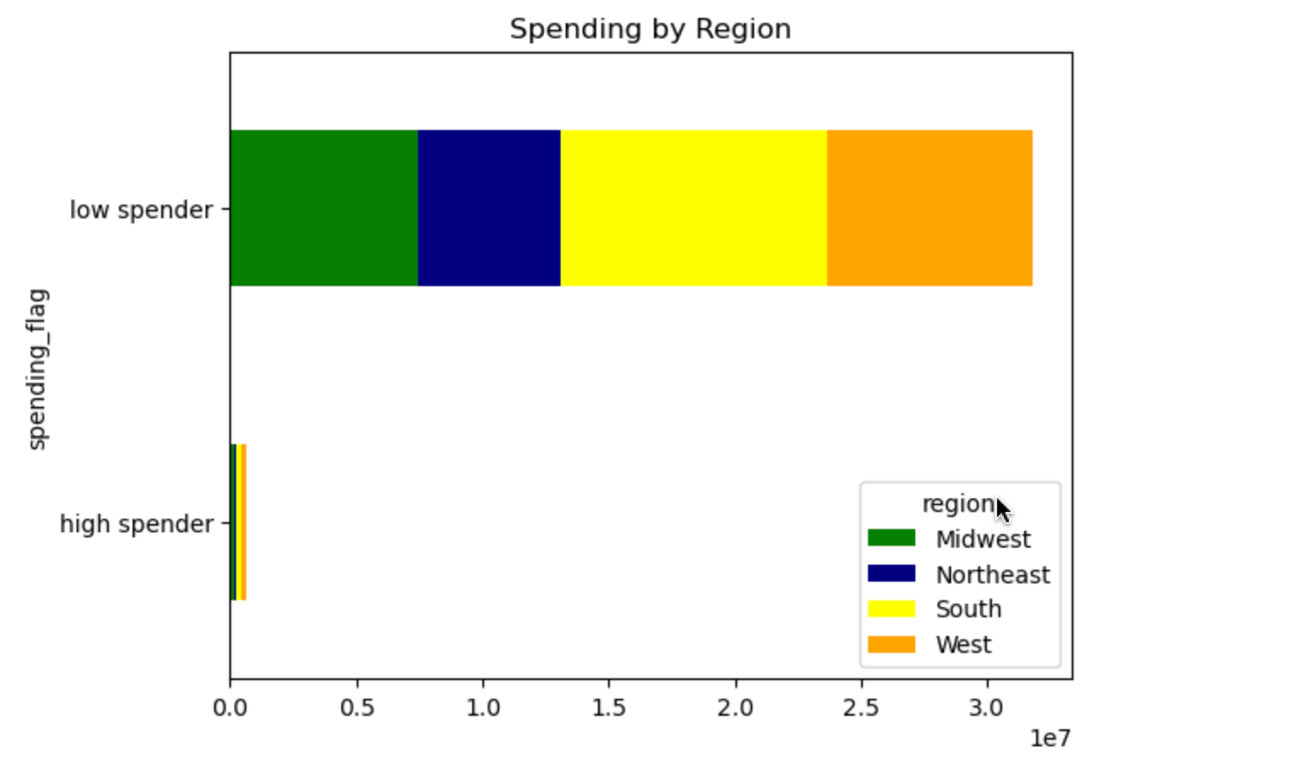 Spending by Region
low spender
spending_flag
high spender
region
Midwest
Northeast
South
West
0.0 0.5 1.0 1.5 2.0 2.5 3.0
1e7